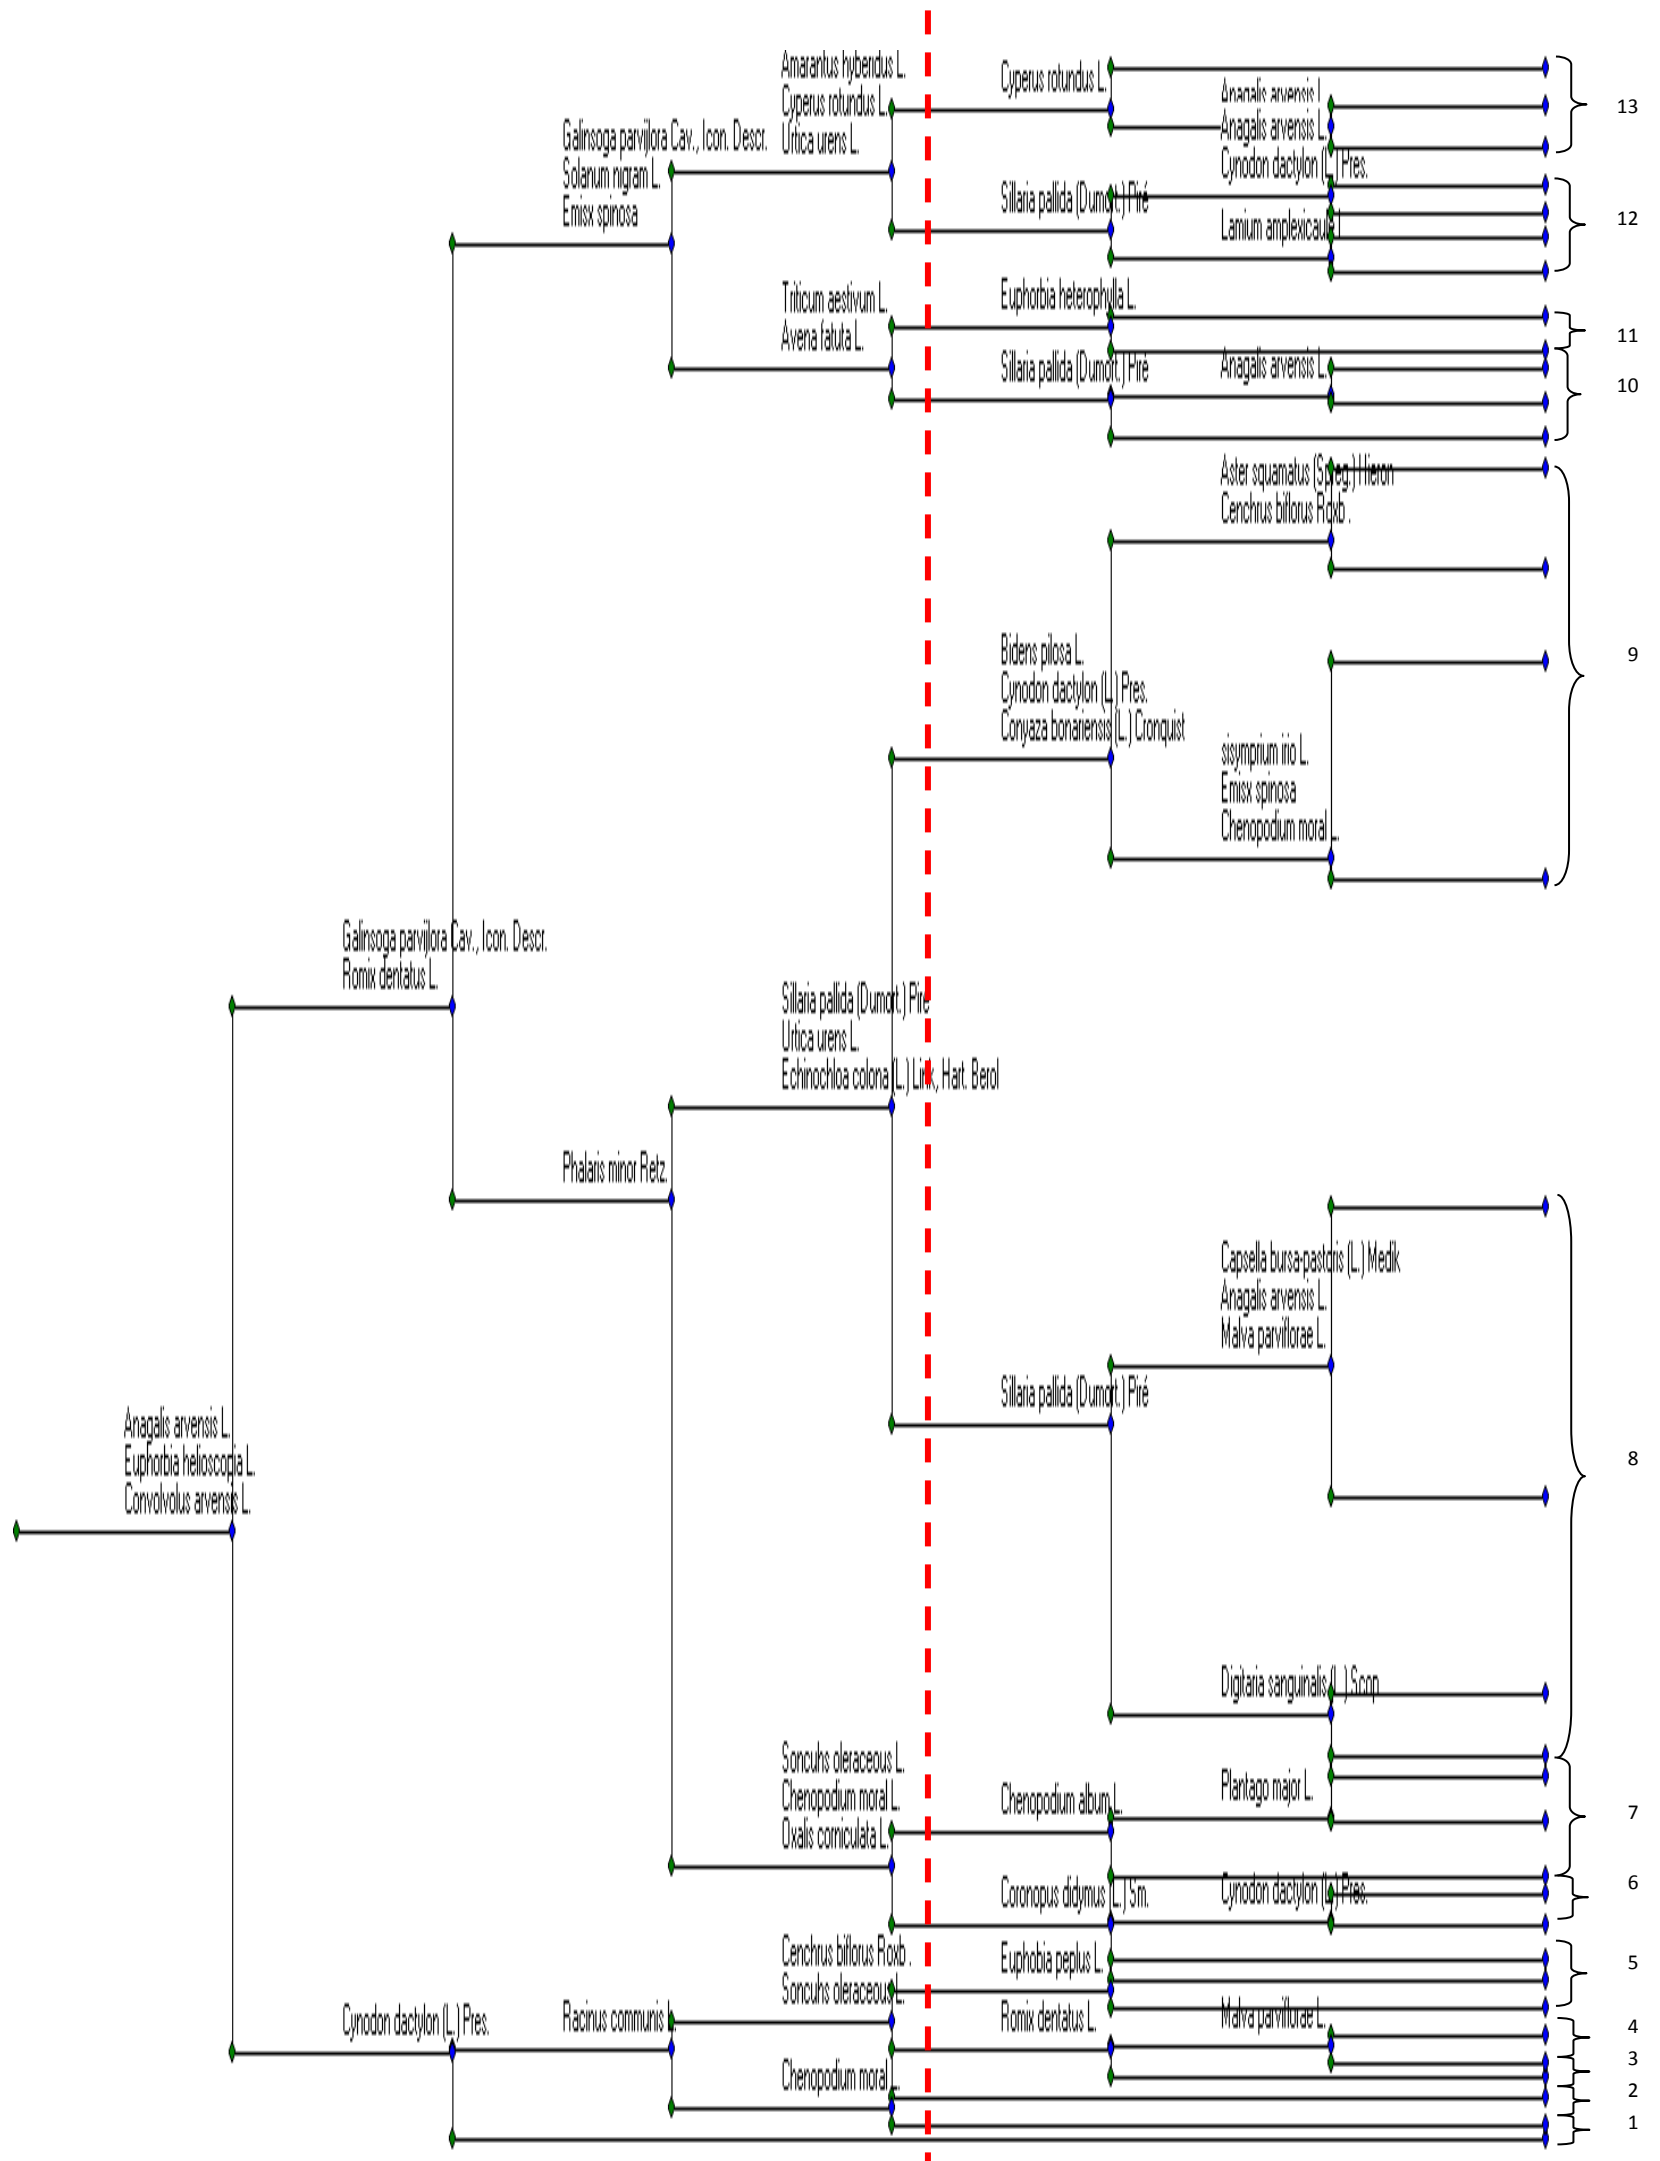 Amarantus hyberidus L.
Cyperus rotundus L.
Urtica urens L.
Cyperus rotundus L.
Anagalis arvensis L.
Anagalis arvensis L.
Cynodon dactylon (L.) Pres.
13
Galinsoga parvijlora Cav., Icon. Descr.
Solanum nigram L.
Emisx spinosa
Sillaria pallida (Dumort.) Piré
Lamium amplexicaule
12
Triticum aestivum L.
Avena fatuta L.
Euphorbia heterophylla L.
11
Sillaria pallida (Dumort.) Piré
Anagalis arvensis L.
10
Aster squamatus (Spreg.) Hieron
Cenchrus biflorus Roxb .
Bidens pilosa L.
Cynodon dactylon (L.) Pres.
Conyaza bonariensis (L.) Cronquist
9
sisymprium irio L.
Emisx spinosa
Chenopodium moral L.
Galinsoga parvijlora Cav., Icon. Descr.
Romix dentatus L.
Sillaria pallida (Dumort.) Piré
Urtica urens L.
Echinochloa colona (L.) Link, Hart. Berol
Phalaris minor Retz.
Capsella bursa-pastoris (L.) Medik
Anagalis arvensis L.
Malva parviflorae L.
Sillaria pallida (Dumort.) Piré
Anagalis arvensis L.
Euphorbia helioscopia L.
Convolvolus arvensis L.
8
Digitaria sanguinalis (L.) Scop
Soncuhs oleraceous L.
Chenopodium moral L.
Oxalis corniculata L.
Chenopodium album L.
Plantago major L.
7
Coronopus didymus (L.) Sm.
Cynodon dactylon (L.) Pres.
6
Cenchrus biflorus Roxb .
Soncuhs oleraceous L.
Euphobia peplus L.
5
Cynodon dactylon (L.) Pres.
Racinus communis L.
Romix dentatus L.
Malva parviflorae L.
4
3
Chenopodium moral L.
2
1